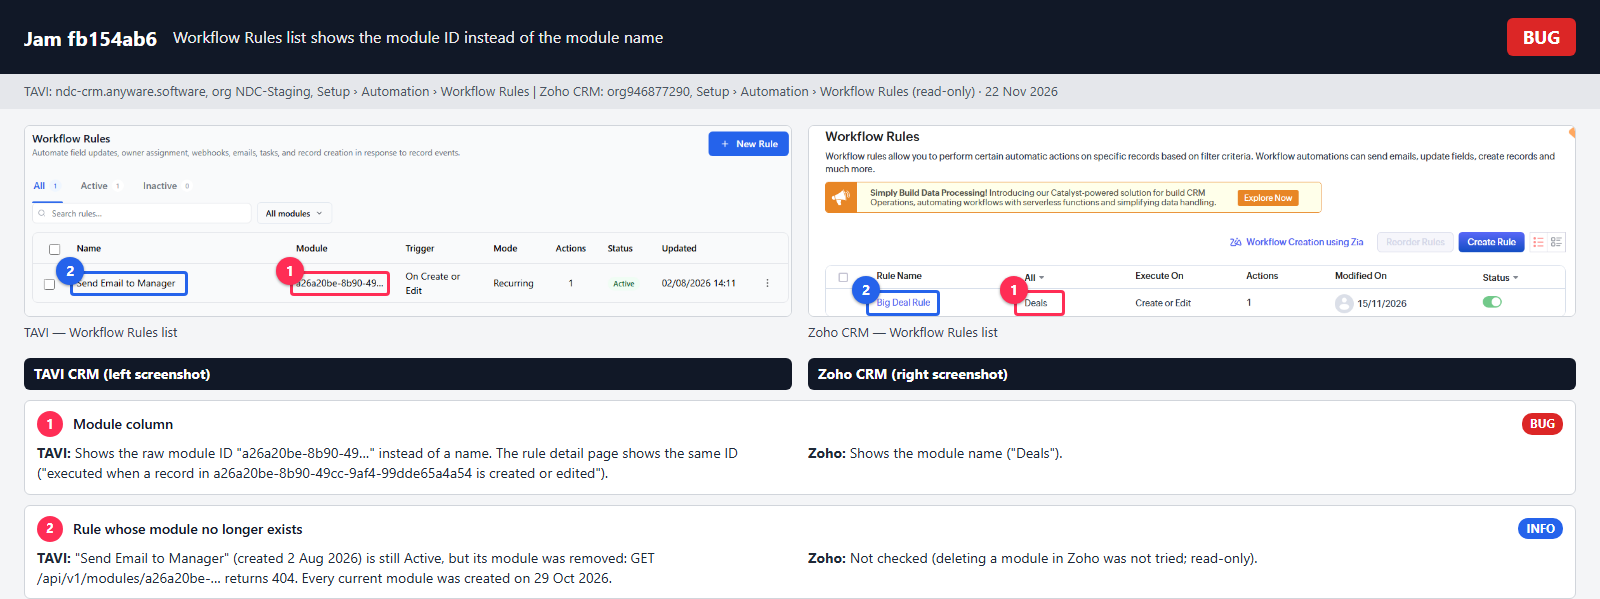 Jam fb154ab6 Workflow Rules list shows the module ID instead of the module name BUG
TAVI: ndc-crm.anyware.software, org NDC-Staging, Setup › Automation › Workflow Rules | Zoho CRM: org946877290, Setup › Automation › Workflow Rules (read-only) · 22 Nov 2026
Workflow Rules
Automate field updates, owner assignment, webhooks, emails, tasks, and record creation in response to record events.
+ New Rule
All 1 Active 1 Inactive 0
Search rules... All modules
Name Module Trigger Mode Actions Status Updated
2 1
Send Email to Manager a26a20be-8b90-49... On Create or Edit Recurring 1 Active 02/08/2026 14:11
TAVI — Workflow Rules list
Workflow Rules
Workflow rules allow you to perform certain automatic actions on specific records based on filter criteria. Workflow automations can send emails, update fields, create records and
much more.
Simply Build Data Processing! Introducing our Catalyst-powered solution for build CRM
Operations, automating workflows with serverless functions and simplifying data handling.
Explore Now
Workflow Creation using Zia Reorder Rules Create Rule
Rule Name All Execute On Actions Modified On Status
2 1
Big Deal Rule Deals Create or Edit 1 15/11/2026
Zoho CRM — Workflow Rules list
TAVI CRM (left screenshot) Zoho CRM (right screenshot)
1 Module column BUG
TAVI: Shows the raw module ID "a26a20be-8b90-49..." instead of a name. The rule detail page shows the same ID
("executed when a record in a26a20be-8b90-49cc-9af4-99dde65a4a54 is created or edited").
Zoho: Shows the module name ("Deals").
2 Rule whose module no longer exists INFO
TAVI: "Send Email to Manager" (created 2 Aug 2026) is still Active, but its module was removed: GET
/api/v1/modules/a26a20be-... returns 404. Every current module was created on 29 Oct 2026.
Zoho: Not checked (deleting a module in Zoho was not tried; read-only).